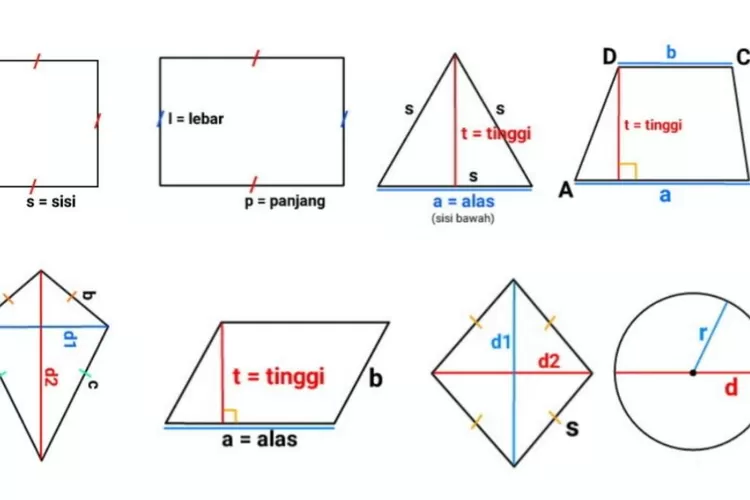 s = sisi
l = lebar
p = panjang
s
s
t = tinggi
s
a = alas
(sisi bawah)
D
b
C
t = tinggi
A
a
b
d1
d2
c
t = tinggi
b
a = alas
d1
d2
s
r
d